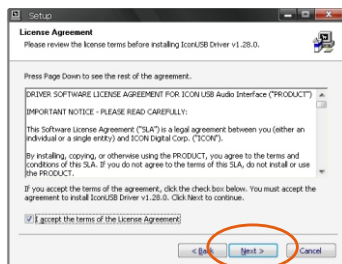 Setup
License Agreement
Please review the license terms before installing IconUSB Driver v1.28.0.
Press Page Down to see the rest of the agreement.
DRIVER SOFTWARE LICENSE AGREEMENT FOR ICON USB Audio Interface ("PRODUCT")
IMPORTANT NOTICE - PLEASE READ CAREFULLY:
This Software License Agreement ("SLA") is a legal agreement between you (either an
individual or a single entity) and ICON Digital Corp. ("ICON").
By installing, copying, or otherwise using the PRODUCT, you agree to the terms and
conditions of this SLA. If you do not agree to the terms of this SLA, do not install or use
the PRODUCT.
If you accept the terms of the agreement, click the check box below. You must accept the
agreement to install IconUSB Driver v1.28.0. Click Next to continue.
I accept the terms of the License Agreement
< Back Next > Cancel